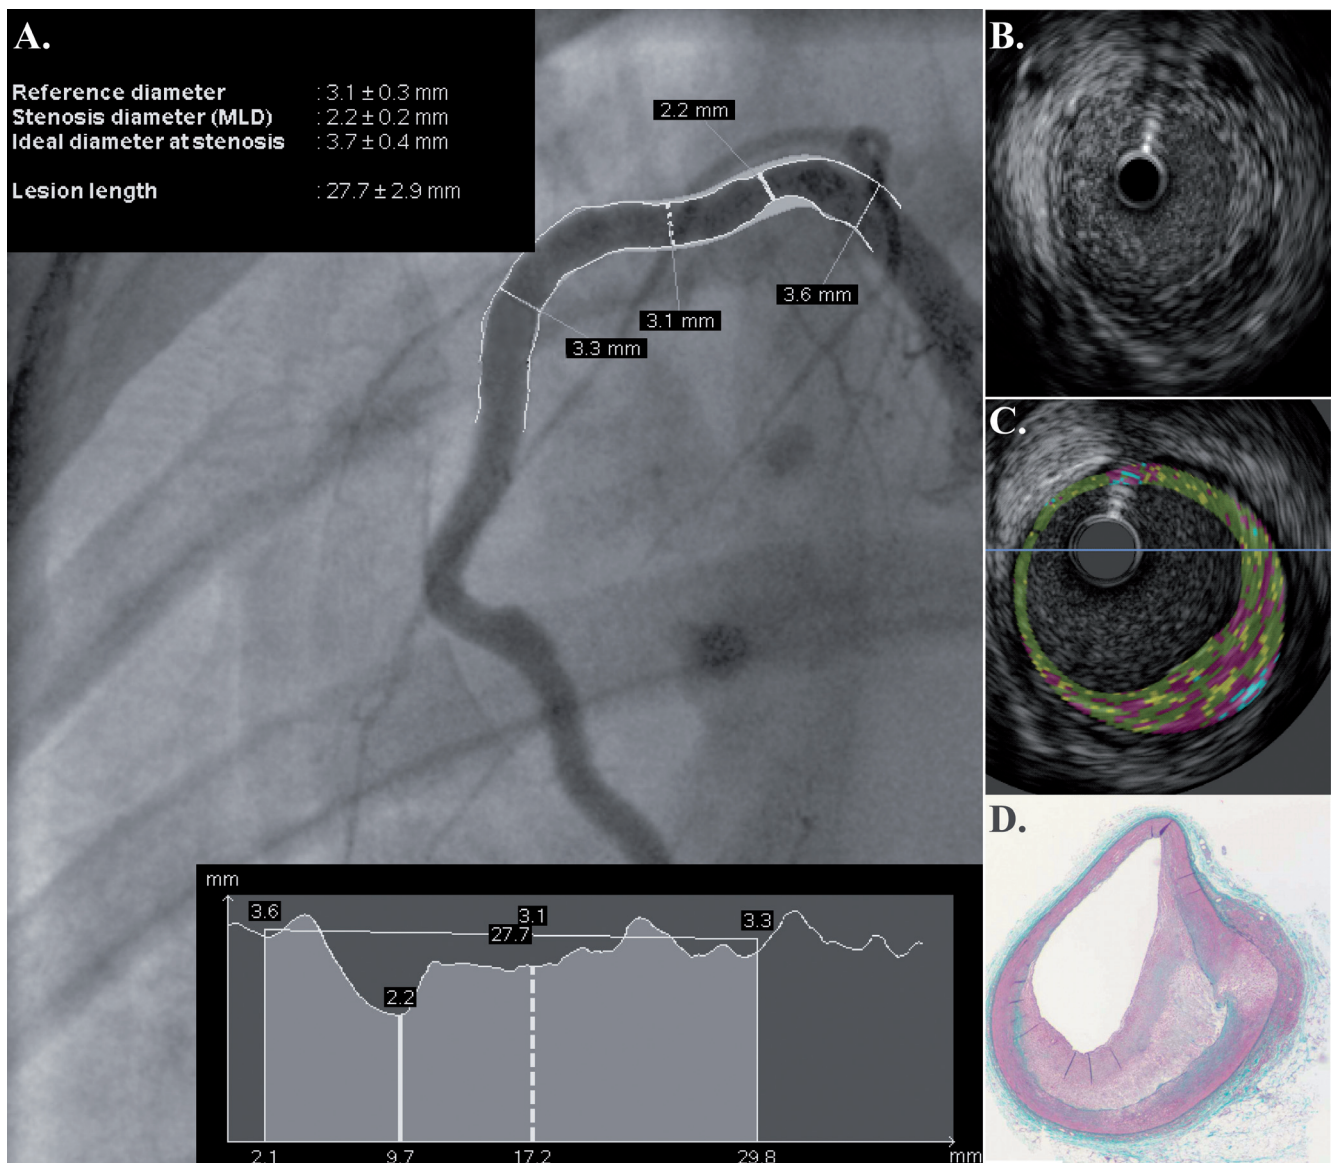 A.
Reference diameter : 3.1 ± 0.3 mm
Stenosis diameter (MLD) : 2.2 ± 0.2 mm
Ideal diameter at stenosis : 3.7 ± 0.4 mm
Lesion length : 27.7 ± 2.9 mm
2.2 mm
3.6 mm
3.1 mm
3.3 mm
mm
3.6
3.1
3.3
27.7
2.2
2.1 9.7 17.2 29.8 mm
B.
C.
D.